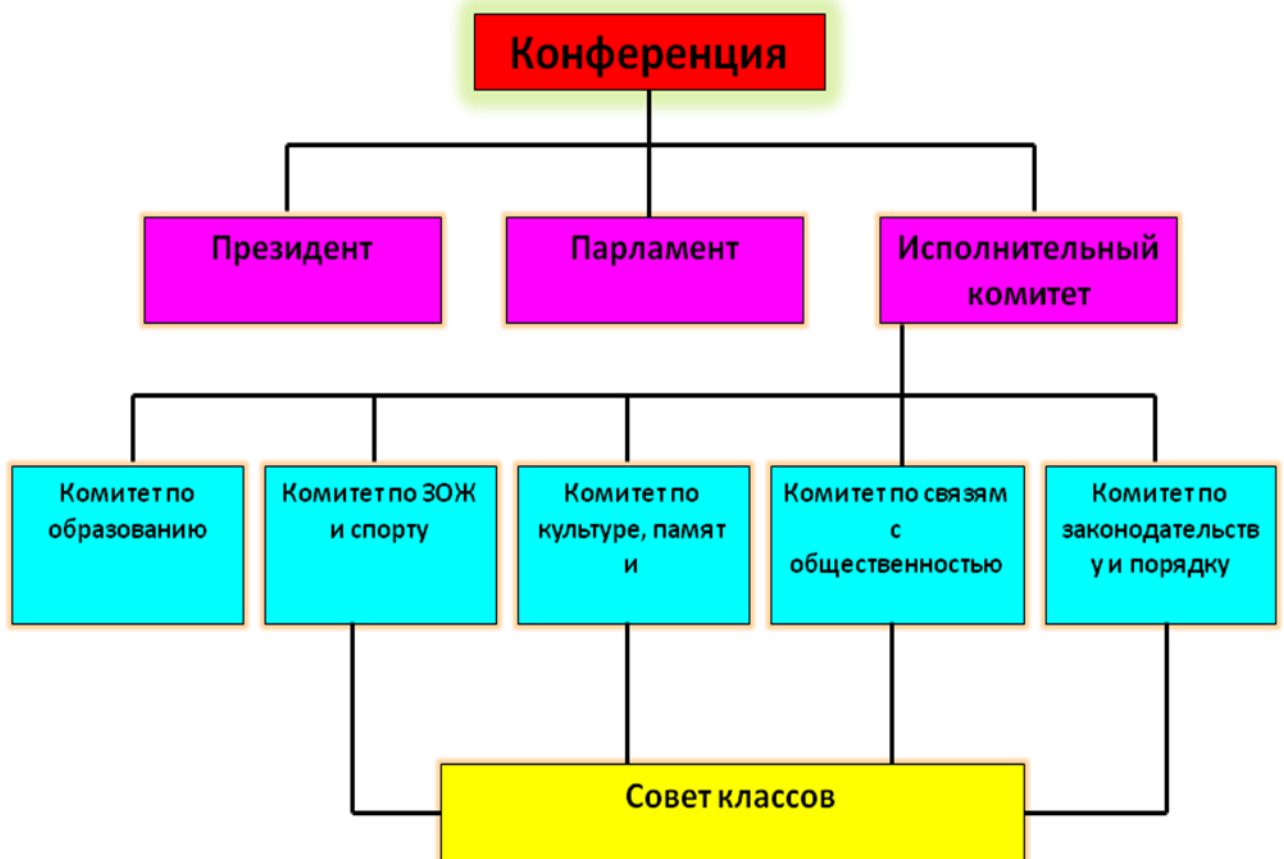 Конференция
Президент
Парламент
Исполнительный
комитет
Комитет по
образованию
Комитет по ЗОЖ
и спорту
Комитет по
культуре, памят
и
Комитет по связям
с
общественностью
Комитет по
законодательств
у и порядку
Совет классов